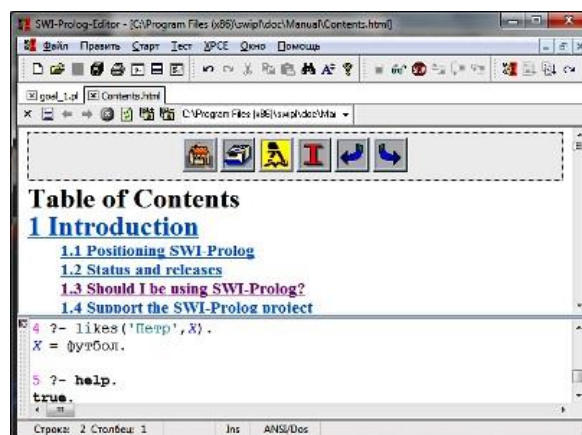 SWI-Prolog-Editor - [C:\Program Files (x86)\swipl\doc\Manual\Contents.html]
Файл Править Старт Тест XPCE Окно Помощь
goal_1.pl Contents.html
C:\Program Files (x86)\swipl\doc\Mai
Table of Contents
1 Introduction
1.1 Positioning SWI-Prolog
1.2 Status and releases
1.3 Should I be using SWI-Prolog?
1.4 Support the SWI-Prolog project
4 ?- likes('Петр',X).
X = футбол.
5 ?- help.
true.
Строка: 2 Столбец: 1 Ins ANSI/Dos